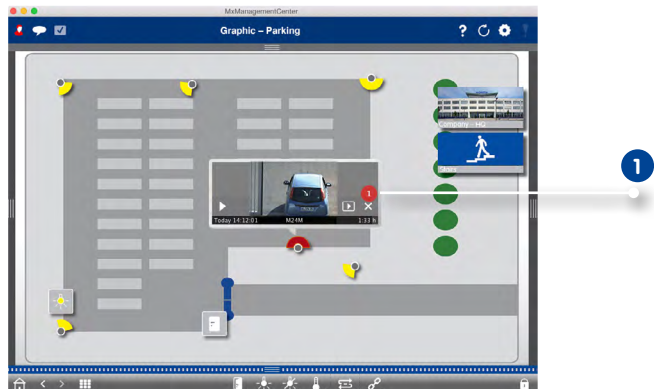 MxManagementCenter
Graphic – Parking
?
Company - HQ
1
1
Today 14:12:01 M24M 1:33 h